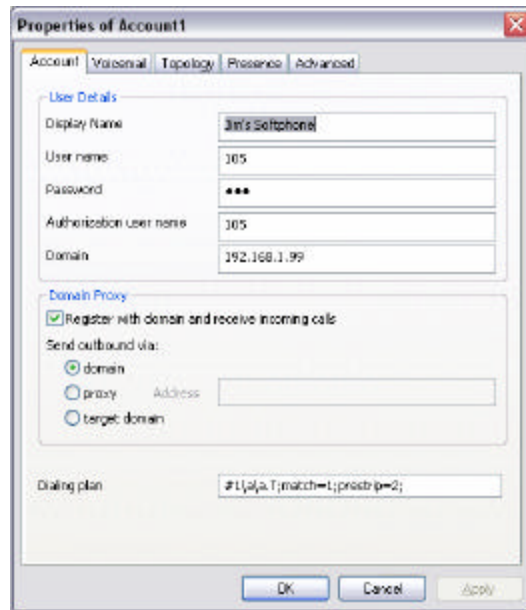 Properties of Account1
Account Voicemail Topology Presence Advanced
User Details
Display Name Jim's Softphone
User name 105
Password ●●●
Authorization user name 105
Domain 192.168.1.99
Domain Proxy
Register with domain and receive incoming calls
Send outbound via:
domain
proxy Address
target domain
Dialing plan #1\a\a.T;match=1;prestrip=2;
OK Cancel Apply